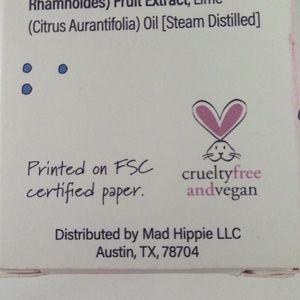 Rhamnoides) Fruit Extract, Lime
(Citrus Aurantifolia) Oil [Steam Distilled]
Printed on FSC
certified paper.
crueltyfree
andvegan
Distributed by Mad Hippie LLC
Austin, TX, 78704